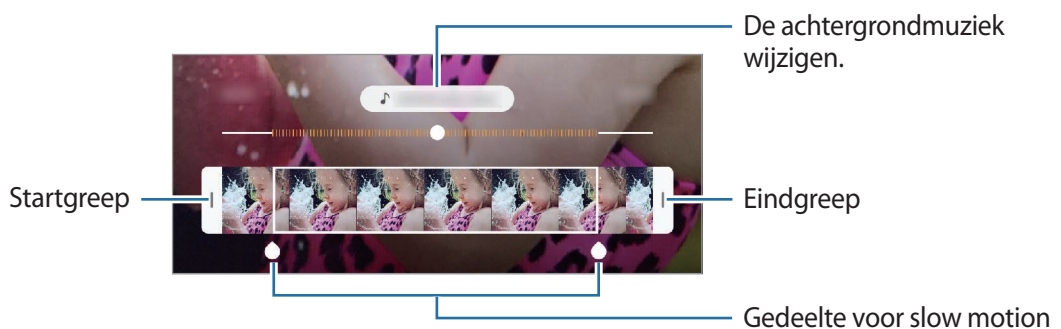 De achtergrondmuziek
wijzigen.
Startgreep
Eindgreep
Gedeelte voor slow motion